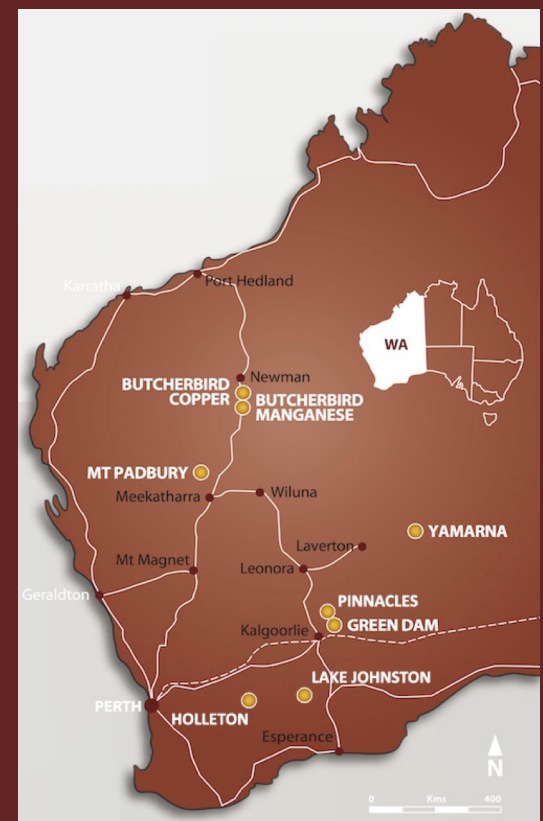 Karratha
Port Hedland
WA
Newman
BUTCHERBIRD
COPPER
BUTCHERBIRD
MANGANESE
MT PADBURY
Meekatharra
Wiluna
YAMARNA
Laverton
Mt Magnet
Leonora
Geraldton
PINNACLES
GREEN DAM
Kalgoorlie
LAKE JOHNSTON
PERTH
HOLLETON
Esperance
N
0 Kms 400